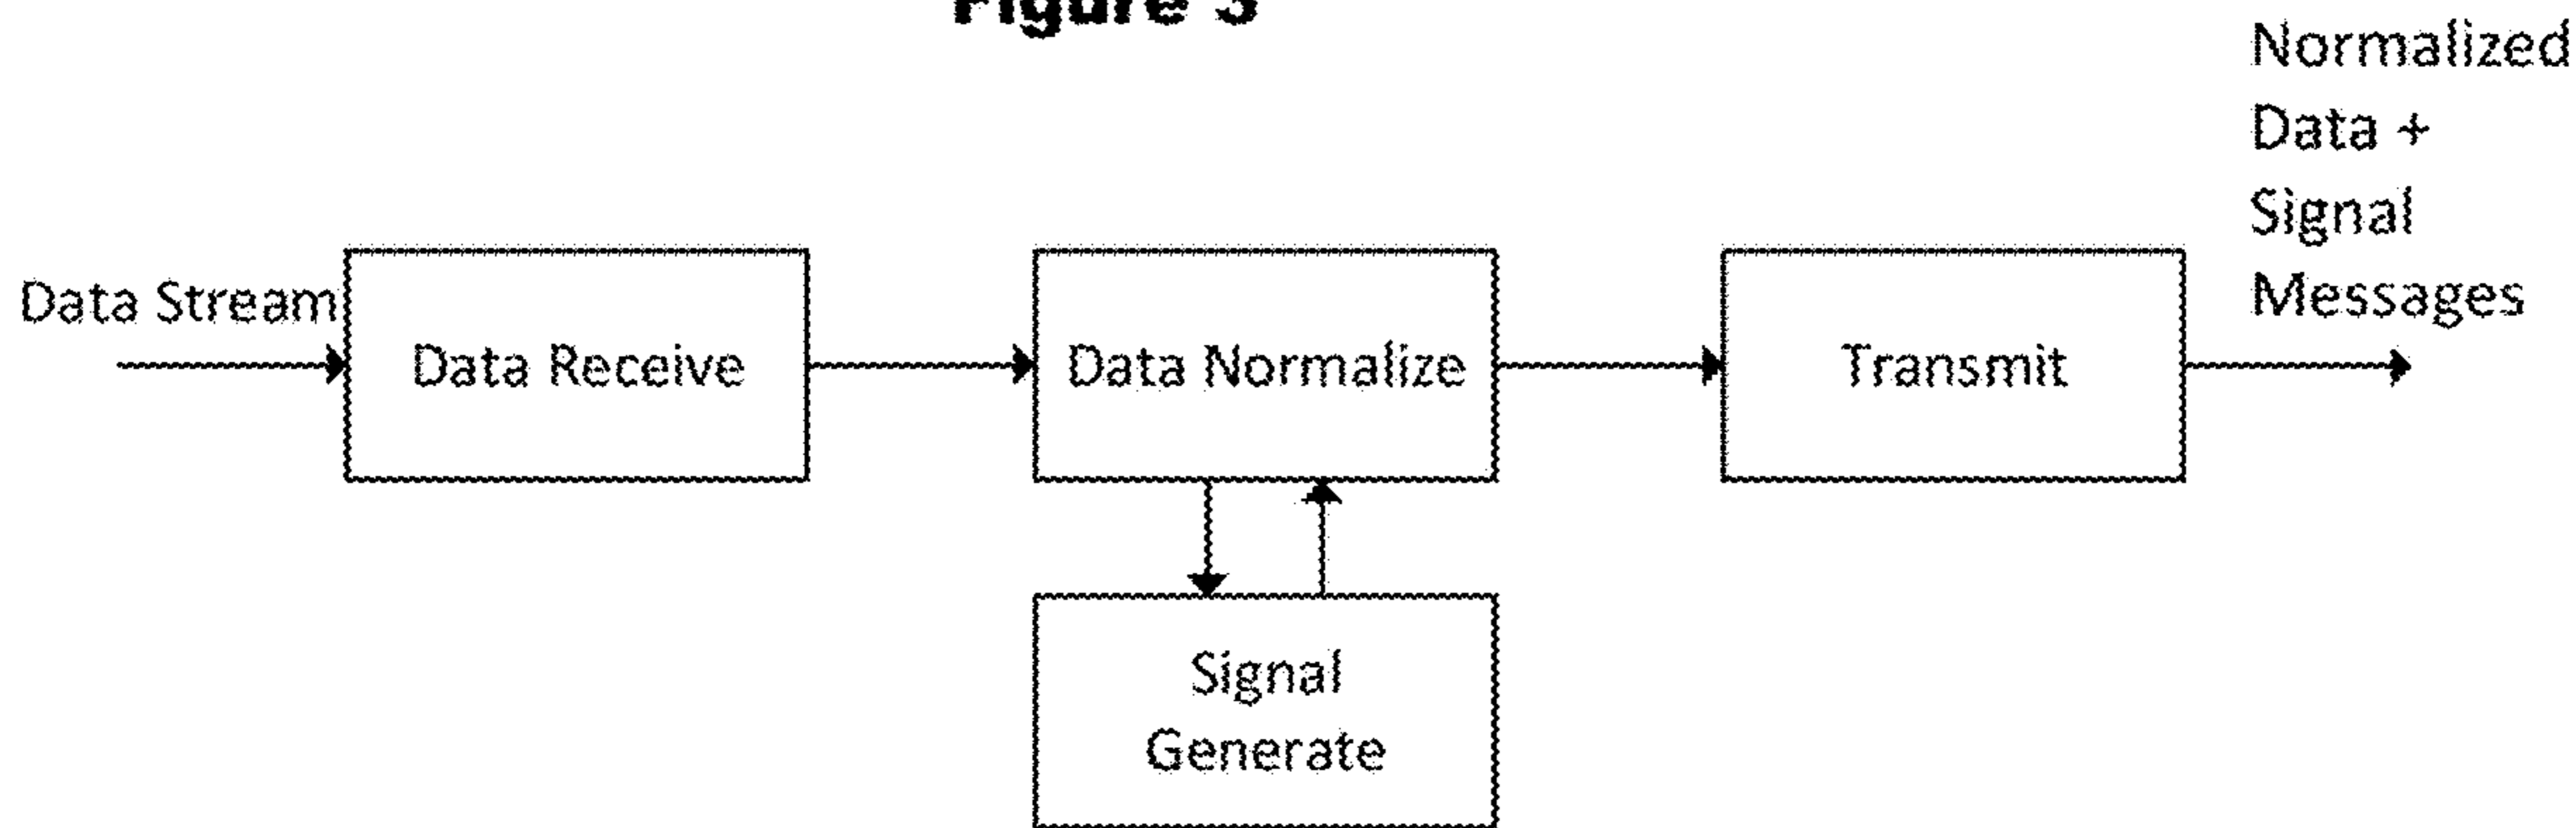 Figure 3
Normalized
Data +
Signal
Messages
Data Stream
Data Receive
Data Normalize
Transmit
Signal
Generate